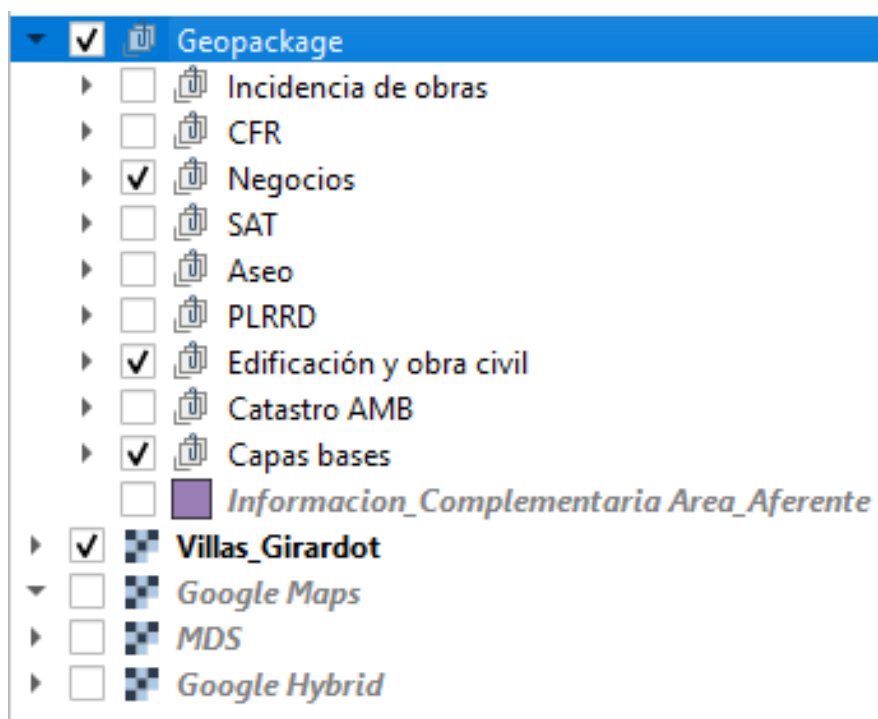 Geopackage
Incidencia de obras
CFR
Negocios
SAT
Aseo
PLRRD
Edificación y obra civil
Catastro AMB
Capas bases
Informacion_Complementaria Area_Aferente
Villas_Girardot
Google Maps
MDS
Google Hybrid